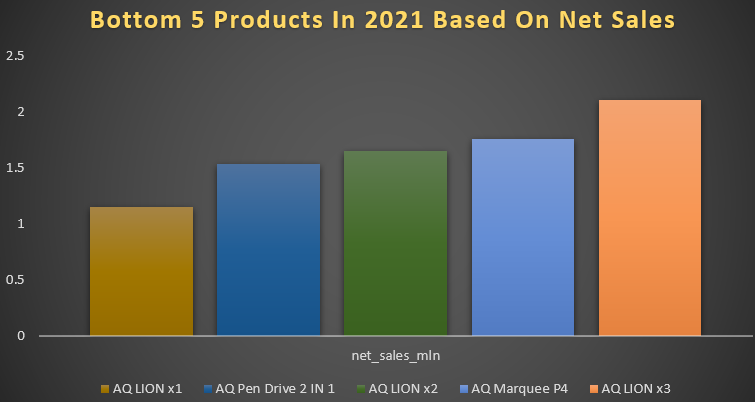 Bottom 5 Products In 2021 Based On Net Sales
2.5
2
1.5
1
0.5
0
net_sales_mln
AQ LION x1 AQ Pen Drive 2 IN 1 AQ LION x2 AQ Marquee P4 AQ LION x3